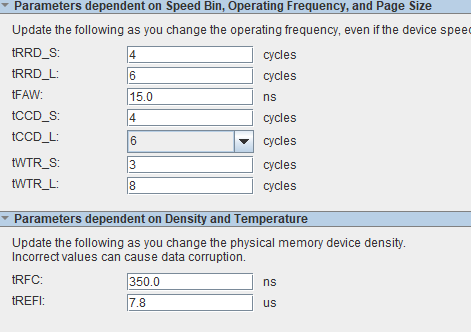 Parameters dependent on Speed Bin, Operating Frequency, and Page Size
Update the following as you change the operating frequency, even if the device speed
tRRD_S: 4 cycles
tRRD_L: 6 cycles
tFAW: 15.0 ns
tCCD_S: 4 cycles
tCCD_L: 6 cycles
tWTR_S: 3 cycles
tWTR_L: 8 cycles
Parameters dependent on Density and Temperature
Update the following as you change the physical memory device density.
Incorrect values can cause data corruption.
tRFC: 350.0 ns
tREFI: 7.8 us